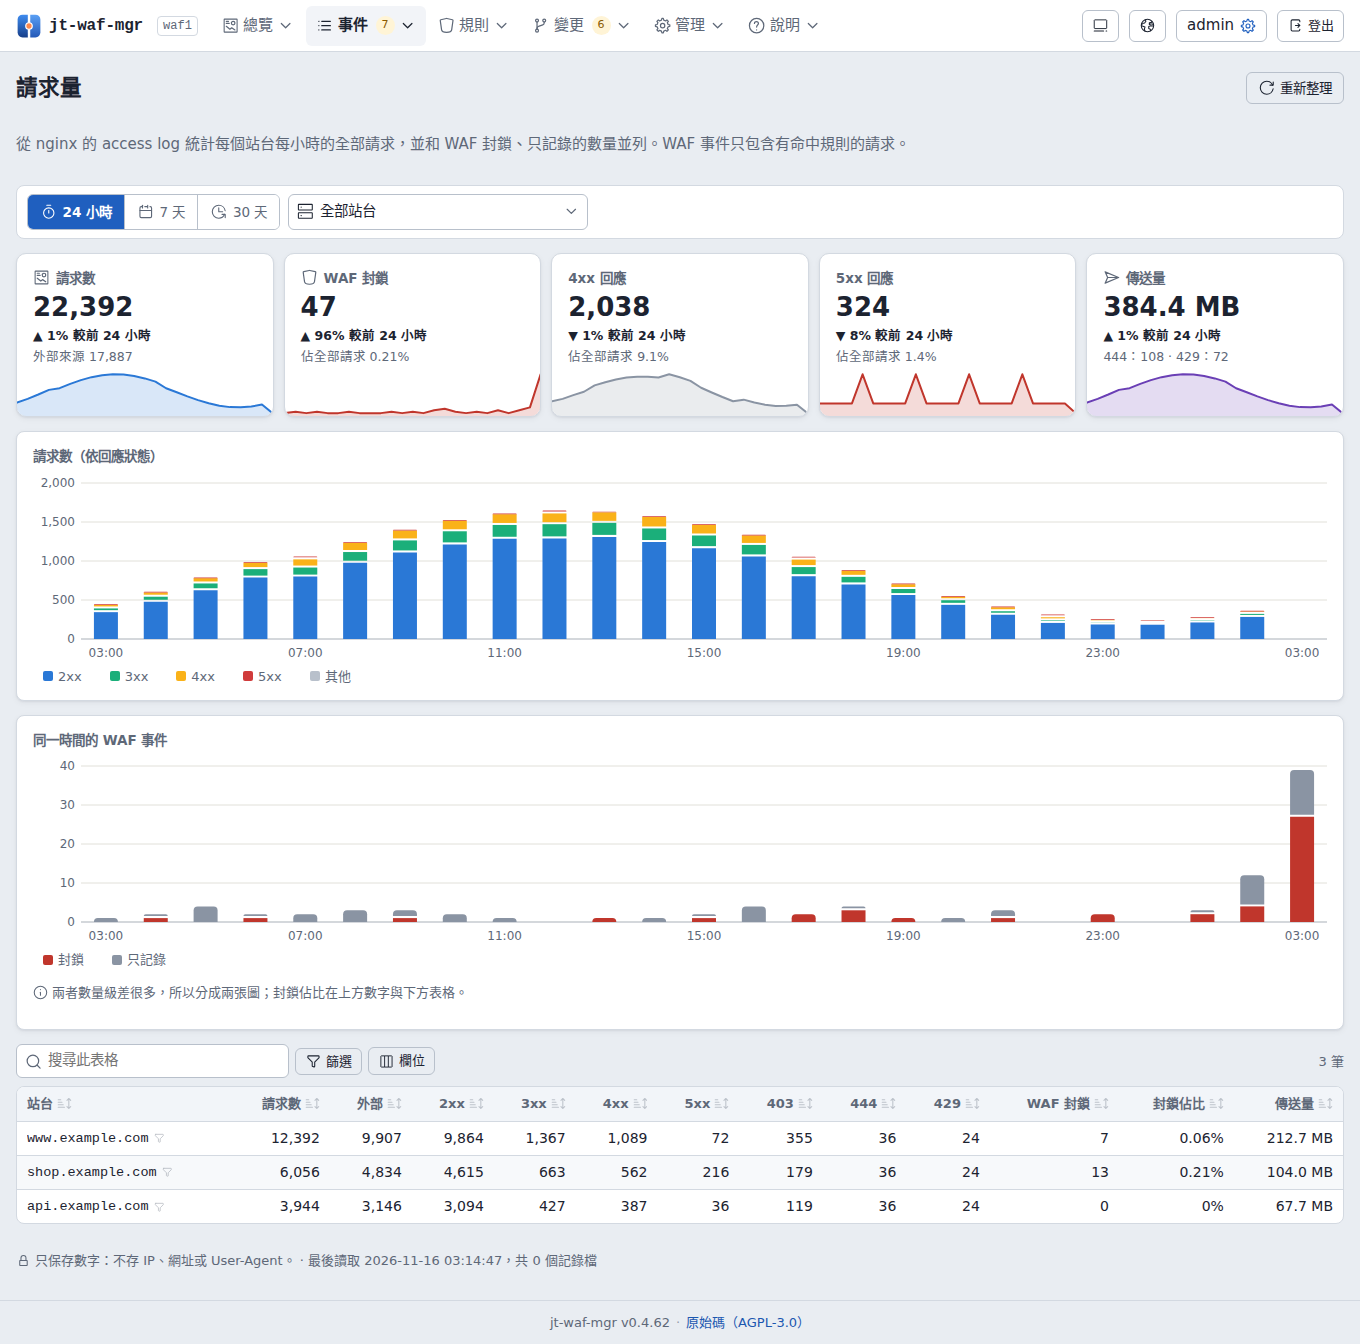 jt-waf-mgr waf1 總覽 事件 7 規則 變更 6 管理 說明 admin 登出
請求量
重新整理
從 nginx 的 access log 統計每個站台每小時的全部請求，並和 WAF 封鎖、只記錄的數量並列。WAF 事件只包含有命中規則的請求。
24 小時 7 天 30 天 全部站台
請求數
22,392
▲ 1% 較前 24 小時
外部來源 17,887
WAF 封鎖
47
▲ 96% 較前 24 小時
佔全部請求 0.21%
4xx 回應
2,038
▼ 1% 較前 24 小時
佔全部請求 9.1%
5xx 回應
324
▼ 8% 較前 24 小時
佔全部請求 1.4%
傳送量
384.4 MB
▲ 1% 較前 24 小時
444：108 · 429：72
請求數（依回應狀態）
2,000
1,500
1,000
500
0
03:00 07:00 11:00 15:00 19:00 23:00 03:00
2xx 3xx 4xx 5xx 其他
同一時間的 WAF 事件
40
30
20
10
0
03:00 07:00 11:00 15:00 19:00 23:00 03:00
封鎖 只記錄
兩者數量級差很多，所以分成兩張圖；封鎖佔比在上方數字與下方表格。
搜尋此表格 篩選 欄位 3 筆
站台 請求數 外部 2xx 3xx 4xx 5xx 403 444 429 WAF 封鎖 封鎖佔比 傳送量
www.example.com 12,392 9,907 9,864 1,367 1,089 72 355 36 24 7 0.06% 212.7 MB
shop.example.com 6,056 4,834 4,615 663 562 216 179 36 24 13 0.21% 104.0 MB
api.example.com 3,944 3,146 3,094 427 387 36 119 36 24 0 0% 67.7 MB
只保存數字：不存 IP、網址或 User-Agent。 · 最後讀取 2026-11-16 03:14:47，共 0 個記錄檔
jt-waf-mgr v0.4.62 · 原始碼（AGPL-3.0）